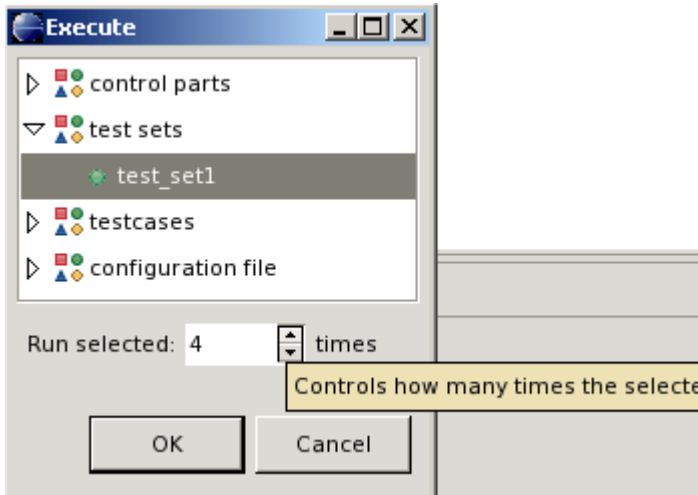 Execute
control parts
test sets
test_set1
testcases
configuration file
Run selected: 4 times
Controls how many times the selecte
OK Cancel